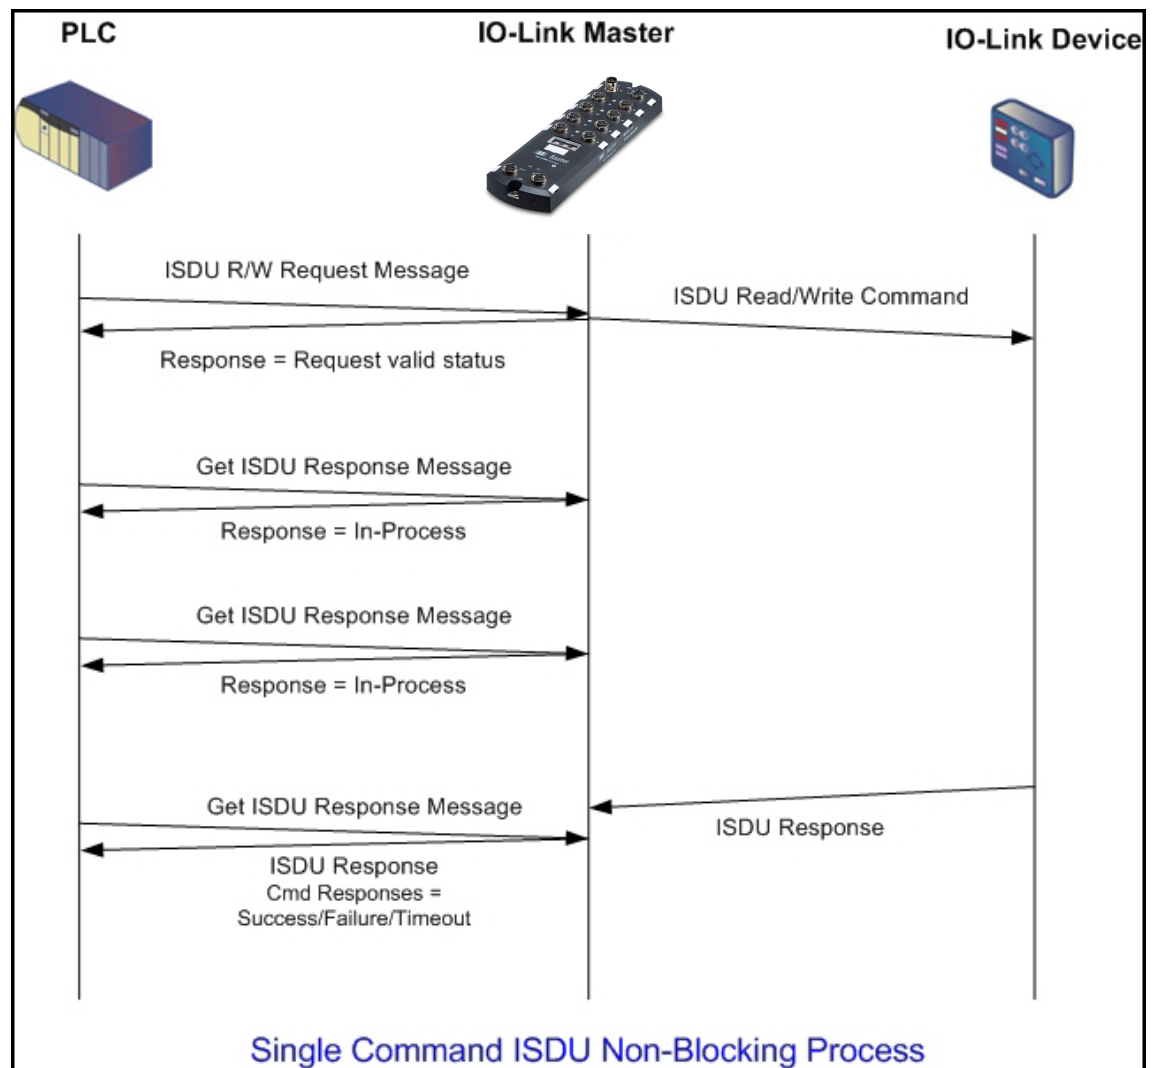 PLC
IO-Link Master
IO-Link Device
ISDU R/W Request Message
ISDU Read/Write Command
Response = Request valid status
Get ISDU Response Message
Response = In-Process
Get ISDU Response Message
Response = In-Process
Get ISDU Response Message
ISDU Response
ISDU Response
Cmd Responses =
Success/Failure/Timeout
Single Command ISDU Non-Blocking Process